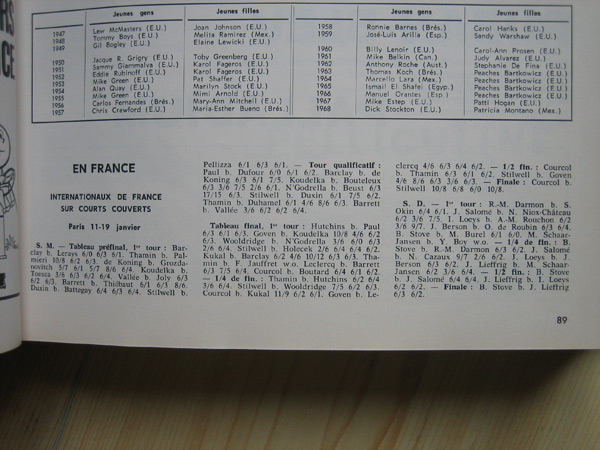 Jeunes gens Jeunes filles
1947 Lew McMasters (E.U.) Joan Johnson (E.U.)
1948 Tommy Boys (E.U.) Melita Ramirez (Mex.)
1949 Gil Bogley (E.U.) Elaine Lewicki (E.U.)
1950 Jacque R. Grigry (E.U.) Toby Greenberg (E.U.)
1951 Sammy Giammalva (E.U.) Karol Fageros (E.U.)
1952 Eddie Rubinoff (E.U.) Karol Fageros (E.U.)
1953 Mike Green (E.U.) Pat Shaffer (E.U.)
1954 Alan Quay (E.U.) Marilyn Stock (E.U.)
1955 Mike Green (E.U.) Mimi Arnold (E.U.)
1956 Carlos Fernandes (Brés.) Mary-Ann Mitchell (E.U.)
1957 Chris Crawford (E.U.) Maria-Esther Bueno (Brés.)
Jeunes gens Jeunes filles
1958 Ronnie Barnes (Brés.) Carol Hanks (E.U.)
1959 José-Luis Arilla (Esp.) Sandy Warshaw (E.U.)
1960 Billy Lenoir (E.U.) Carol-Ann Prosen (E.U.)
1961 Mike Belkin (Can.) Judy Alvarez (E.U.)
1962 Anthony Roche (Aust.) Stephanie De Fina (E.U.)
1963 Thomas Koch (Brés.) Peaches Bartkowicz (E.U.)
1964 Marcello Lara (Mex.) Peaches Bartkowicz (E.U.)
1965 Ismail El Shafei (Egyp.) Peaches Bartkowicz (E.U.)
1966 Manuel Orantes (Esp.) Peaches Bartkowicz (E.U.)
1967 Mike Estep (E.U.) Patti Hogan (E.U.)
1968 Dick Stockton (E.U.) Patricia Montano (Mex.)
EN FRANCE
INTERNATIONAUX DE FRANCE
SUR COURTS COUVERTS
Paris 11-19 janvier
S. M. — Tableau préfinal, 1er tour : Bar-
clay b. Lerays 6/0 6/3 6/1. Thamin b. Pal-
mieri 10/8 6/2 6/3. de Koning b. Grozda-
novitch 5/7 6/1 5/7 8/6 6/4. Koudelka b.
Tossea 3/6 6/3 6/2 6/4. Vallée b. Joly 6/3
6/2 6/3. Barrett b. Thibaut 6/1 6/3 8/6.
Duxin b. Battegay 6/4 6/3 6/4. Stilwell b.
Pellizza 6/1 6/3 6/1. — Tour qualificatif :
Paul b. Dufour 6/0 6/1 6/2. Barclay b. de
Koning 6/3 6/1 7/5. Koudelka b. Bouteleux
6/3 3/6 7/5 2/6 6/1. N'Godrella b. Beust 6/3
17/15 6/3. Stilwell b. Duxin 6/1 7/5 6/2.
Thamin b. Duhamel 6/1 4/6 8/6 6/3. Barrett
b. Vallée 3/6 6/2 6/2 6/4.
Tableau final, 1er tour : Hutchins b. Paul
6/3 6/1 6/3. Goven b. Koudelka 10/8 4/6 6/2
6/3. Wooldridge b. N'Godrella 3/6 6/0 6/3
2/6 6/4. Stilwell b. Holecek 2/6 6/4 6/4 6/2.
Kukal b. Barclay 6/2 4/6 10/12 6/3 6/3. Tha-
min b. F. Jauffret w.o. Leclercq b. Barrett
6/3 7/5 6/4. Courcol b. Boutard 6/4 6/1 6/2.
— 1/4 de fin. : Thamin b. Hutchins 6/2 6/2
3/6 6/4. Stilwell b. Wooldridge 7/5 6/2 6/3.
Courcol b. Kukal 11/9 6/2 6/1. Goven b. Le-
clercq 4/6 6/3 6/4 6/2. — 1/2 fin : Courcol
b. Thamin 6/3 6/1 6/3. Stilwell b. Goven
4/6 8/6 6/3 3/6 6/3. — Finale : Courcol b.
Stilwell 10/8 6/8 6/0 10/8.
S. D. — 1er tour : R.-M. Darmon b. S.
Okin 6/4 6/1. J. Salomé b. N. Niox-Château
6/2 3/6 7/5. I. Loeys b. A.-M. Rouchon 6/2
3/6 9/7. J. Berson b. O. de Roubin 6/3 6/4.
B. Stove b. M. Burel 6/1 6/0. M. Schaar-
Jansen b. Y. Boy w.o. — 1/4 de fin. : B.
Stove b. R.-M. Darmon 6/3 6/2. J. Salomé
b. N. Cazaux 9/7 2/6 6/2. J. Loeys b. J.
Berson 6/3 6/2. J. Lieffrig b. M. Schaar-
Jansen 6/2 3/6 6/4. — 1/2 fin. : B. Stove
b. J. Salomé 6/4 6/4. J. Lieffrig b. I. Loeys
6/2 6/2. — Finale : B. Stove b. J. Lieffrig
6/3 6/2.
89